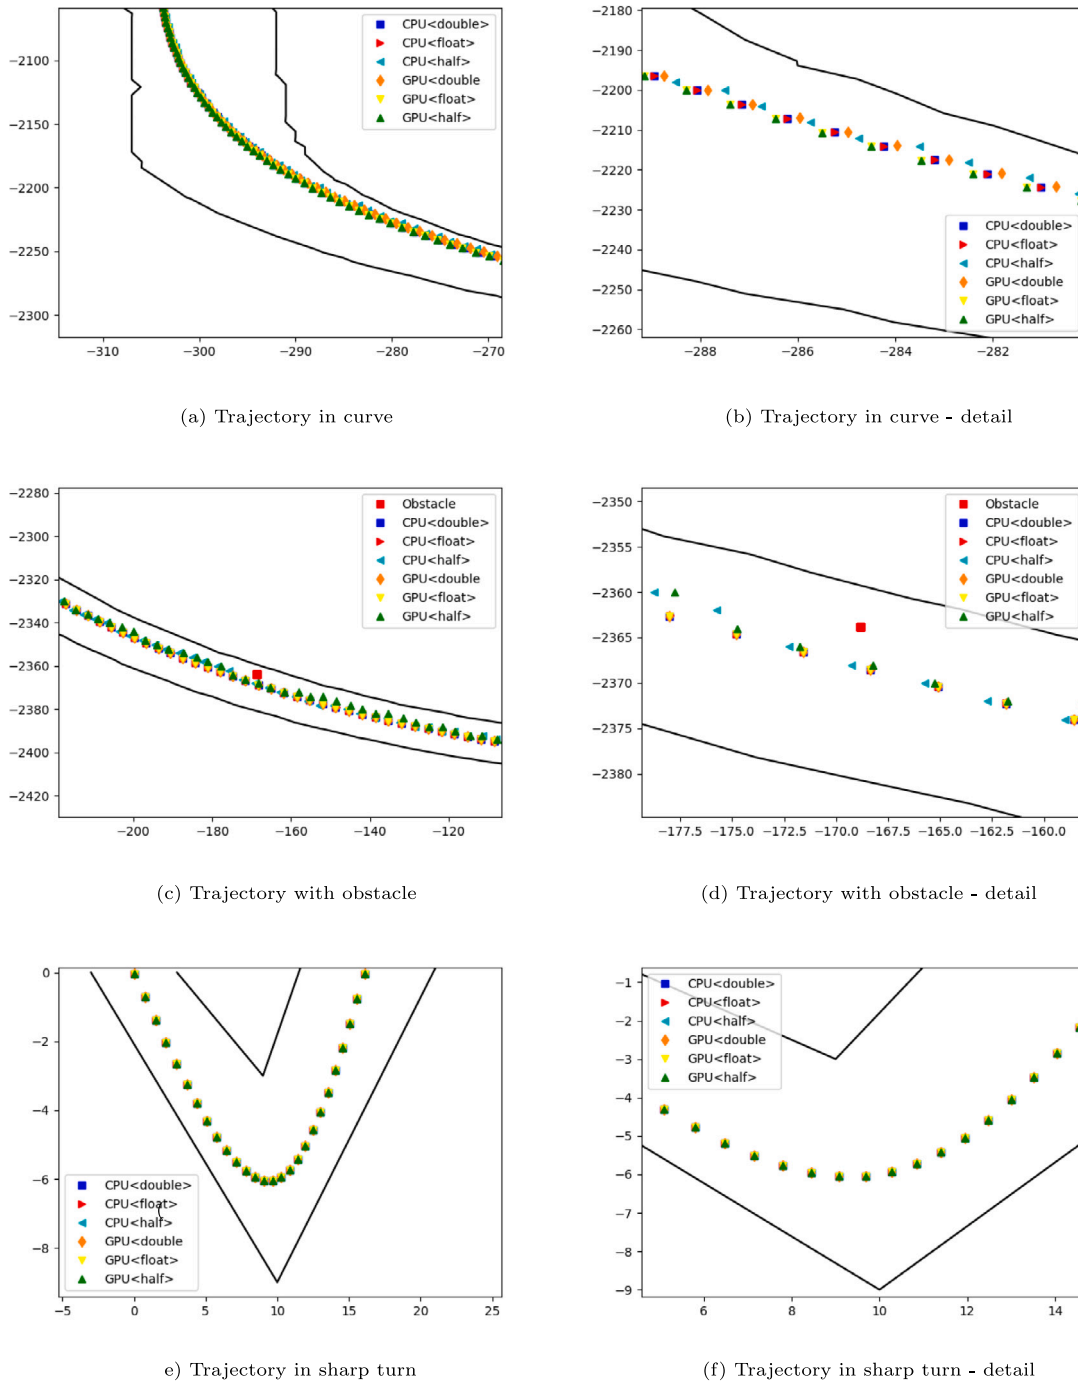 CPU<double>
CPU<float>
CPU<half>
GPU<double
GPU<float>
GPU<half>
−2100
−2150
−2200
−2250
−2300
−310
−300
−290
−280
−270
(a) Trajectory in curve
−2180
−2190
−2200
−2210
−2220
−2230
−2240
−2250
−2260
CPU<double>
CPU<float>
CPU<half>
GPU<double
GPU<float>
GPU<half>
−288
−286
−284
−282
(b) Trajectory in curve - detail
−2280
−2300
−2320
−2340
−2360
−2380
−2400
−2420
Obstacle
CPU<double>
CPU<float>
CPU<half>
GPU<double
GPU<float>
GPU<half>
−200
−180
−160
−140
−120
(c) Trajectory with obstacle
−2350
−2355
−2360
−2365
−2370
−2375
−2380
Obstacle
CPU<double>
CPU<float>
CPU<half>
GPU<double
GPU<float>
GPU<half>
−177.5
−175.0
−172.5
−170.0
−167.5
−165.0
−162.5
−160.0
(d) Trajectory with obstacle - detail
0
−2
−4
−6
−8
CPU<double>
CPU<float>
CPU<half>
GPU<double
GPU<float>
GPU<half>
−5
0
5
10
15
20
25
e) Trajectory in sharp turn
−1
−2
−3
−4
−5
−6
−7
−8
−9
CPU<double>
CPU<float>
CPU<half>
GPU<double
GPU<float>
GPU<half>
6
8
10
12
14
(f) Trajectory in sharp turn - detail